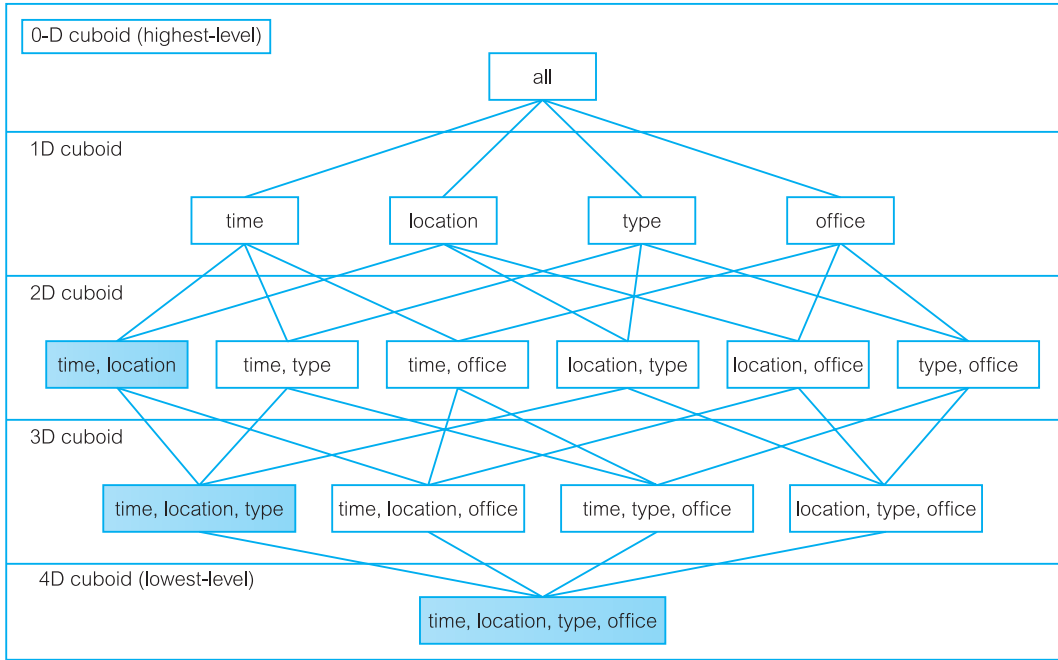 0-D cuboid (highest-level)
all
1D cuboid
time
location
type
office
2D cuboid
time, location
time, type
time, office
location, type
location, office
type, office
3D cuboid
time, location, type
time, location, office
time, type, office
location, type, office
4D cuboid (lowest-level)
time, location, type, office